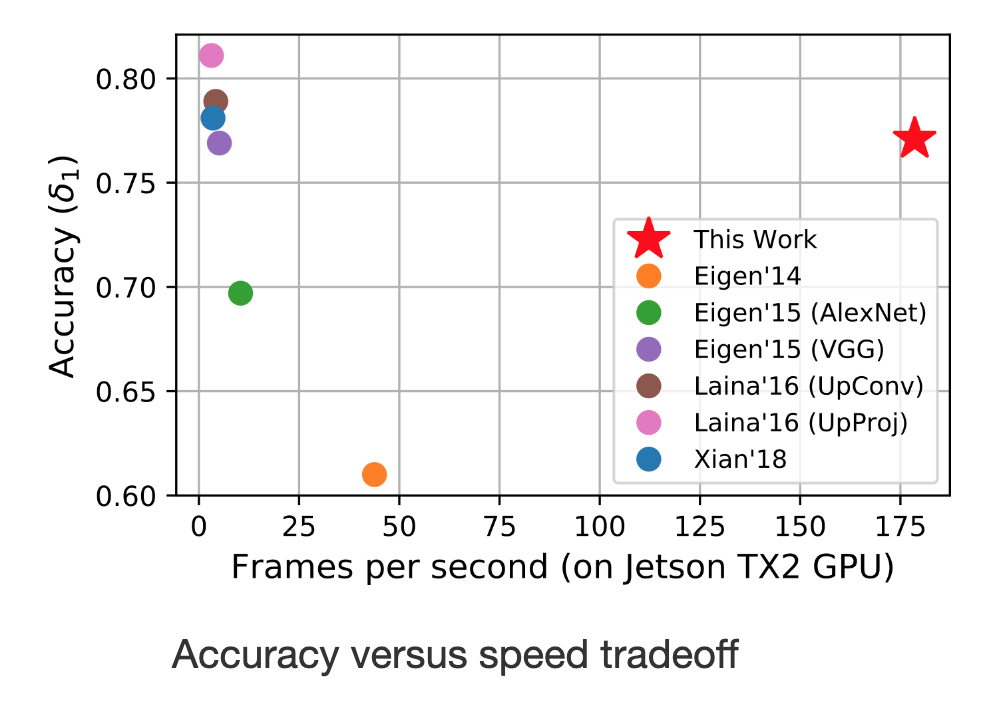 0.80
0.75
0.70
0.65
0.60
Accuracy (δ₁)
This Work
Eigen'14
Eigen'15 (AlexNet)
Eigen'15 (VGG)
Laina'16 (UpConv)
Laina'16 (UpProj)
Xian'18
0 25 50 75 100 125 150 175
Frames per second (on Jetson TX2 GPU)
Accuracy versus speed tradeoff